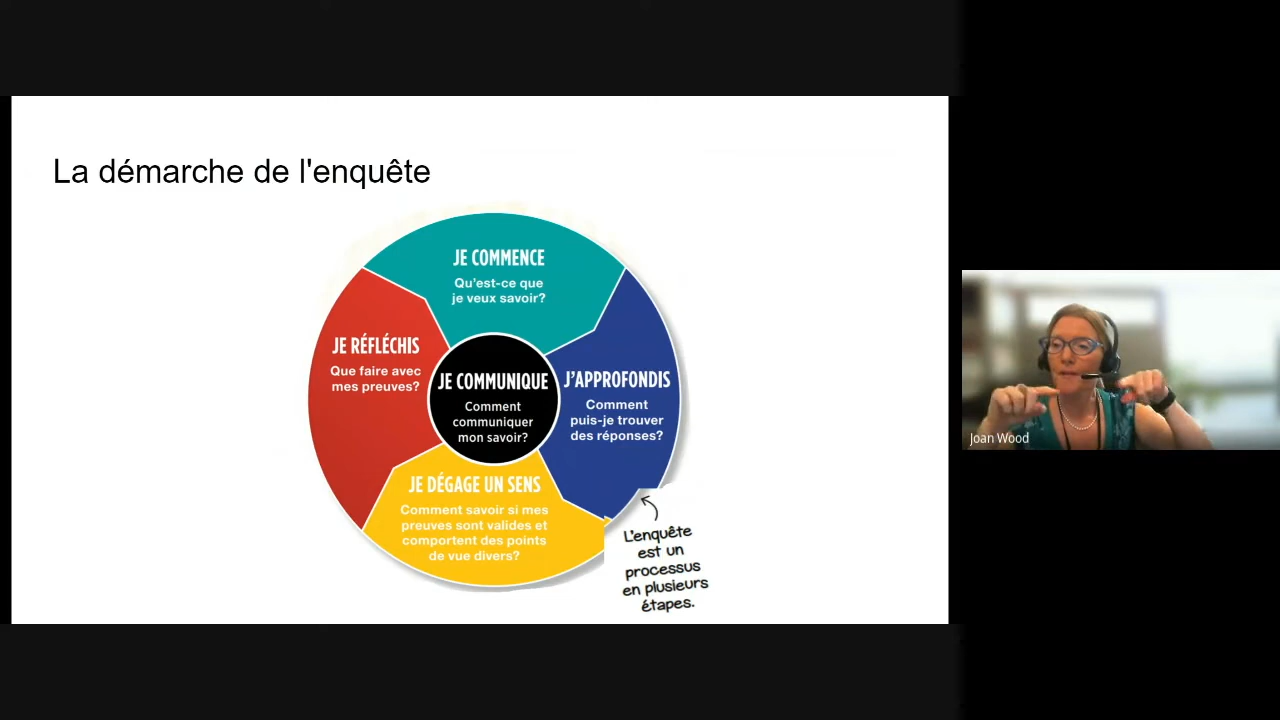 La démarche de l'enquête
JE COMMENCE
Qu'est-ce que
je veux savoir?
JE RÉFLÉCHIS
Que faire avec
mes preuves?
JE COMMUNIQUE
Comment
communiquer
mon savoir?
J'APPROFONDIS
Comment
puis-je trouver
des réponses?
JE DÉGAGE UN SENS
Comment savoir si mes
preuves sont valides et
comportent des points
de vue divers?
L'enquête
est un
processus
en plusieurs
étapes.
Joan Wood